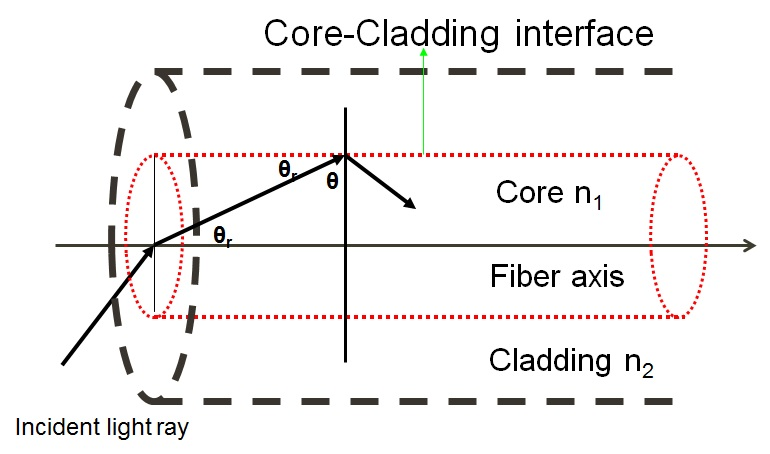 Core-Cladding interface
θr
θ
Core n1
θr
Fiber axis
Cladding n2
Incident light ray